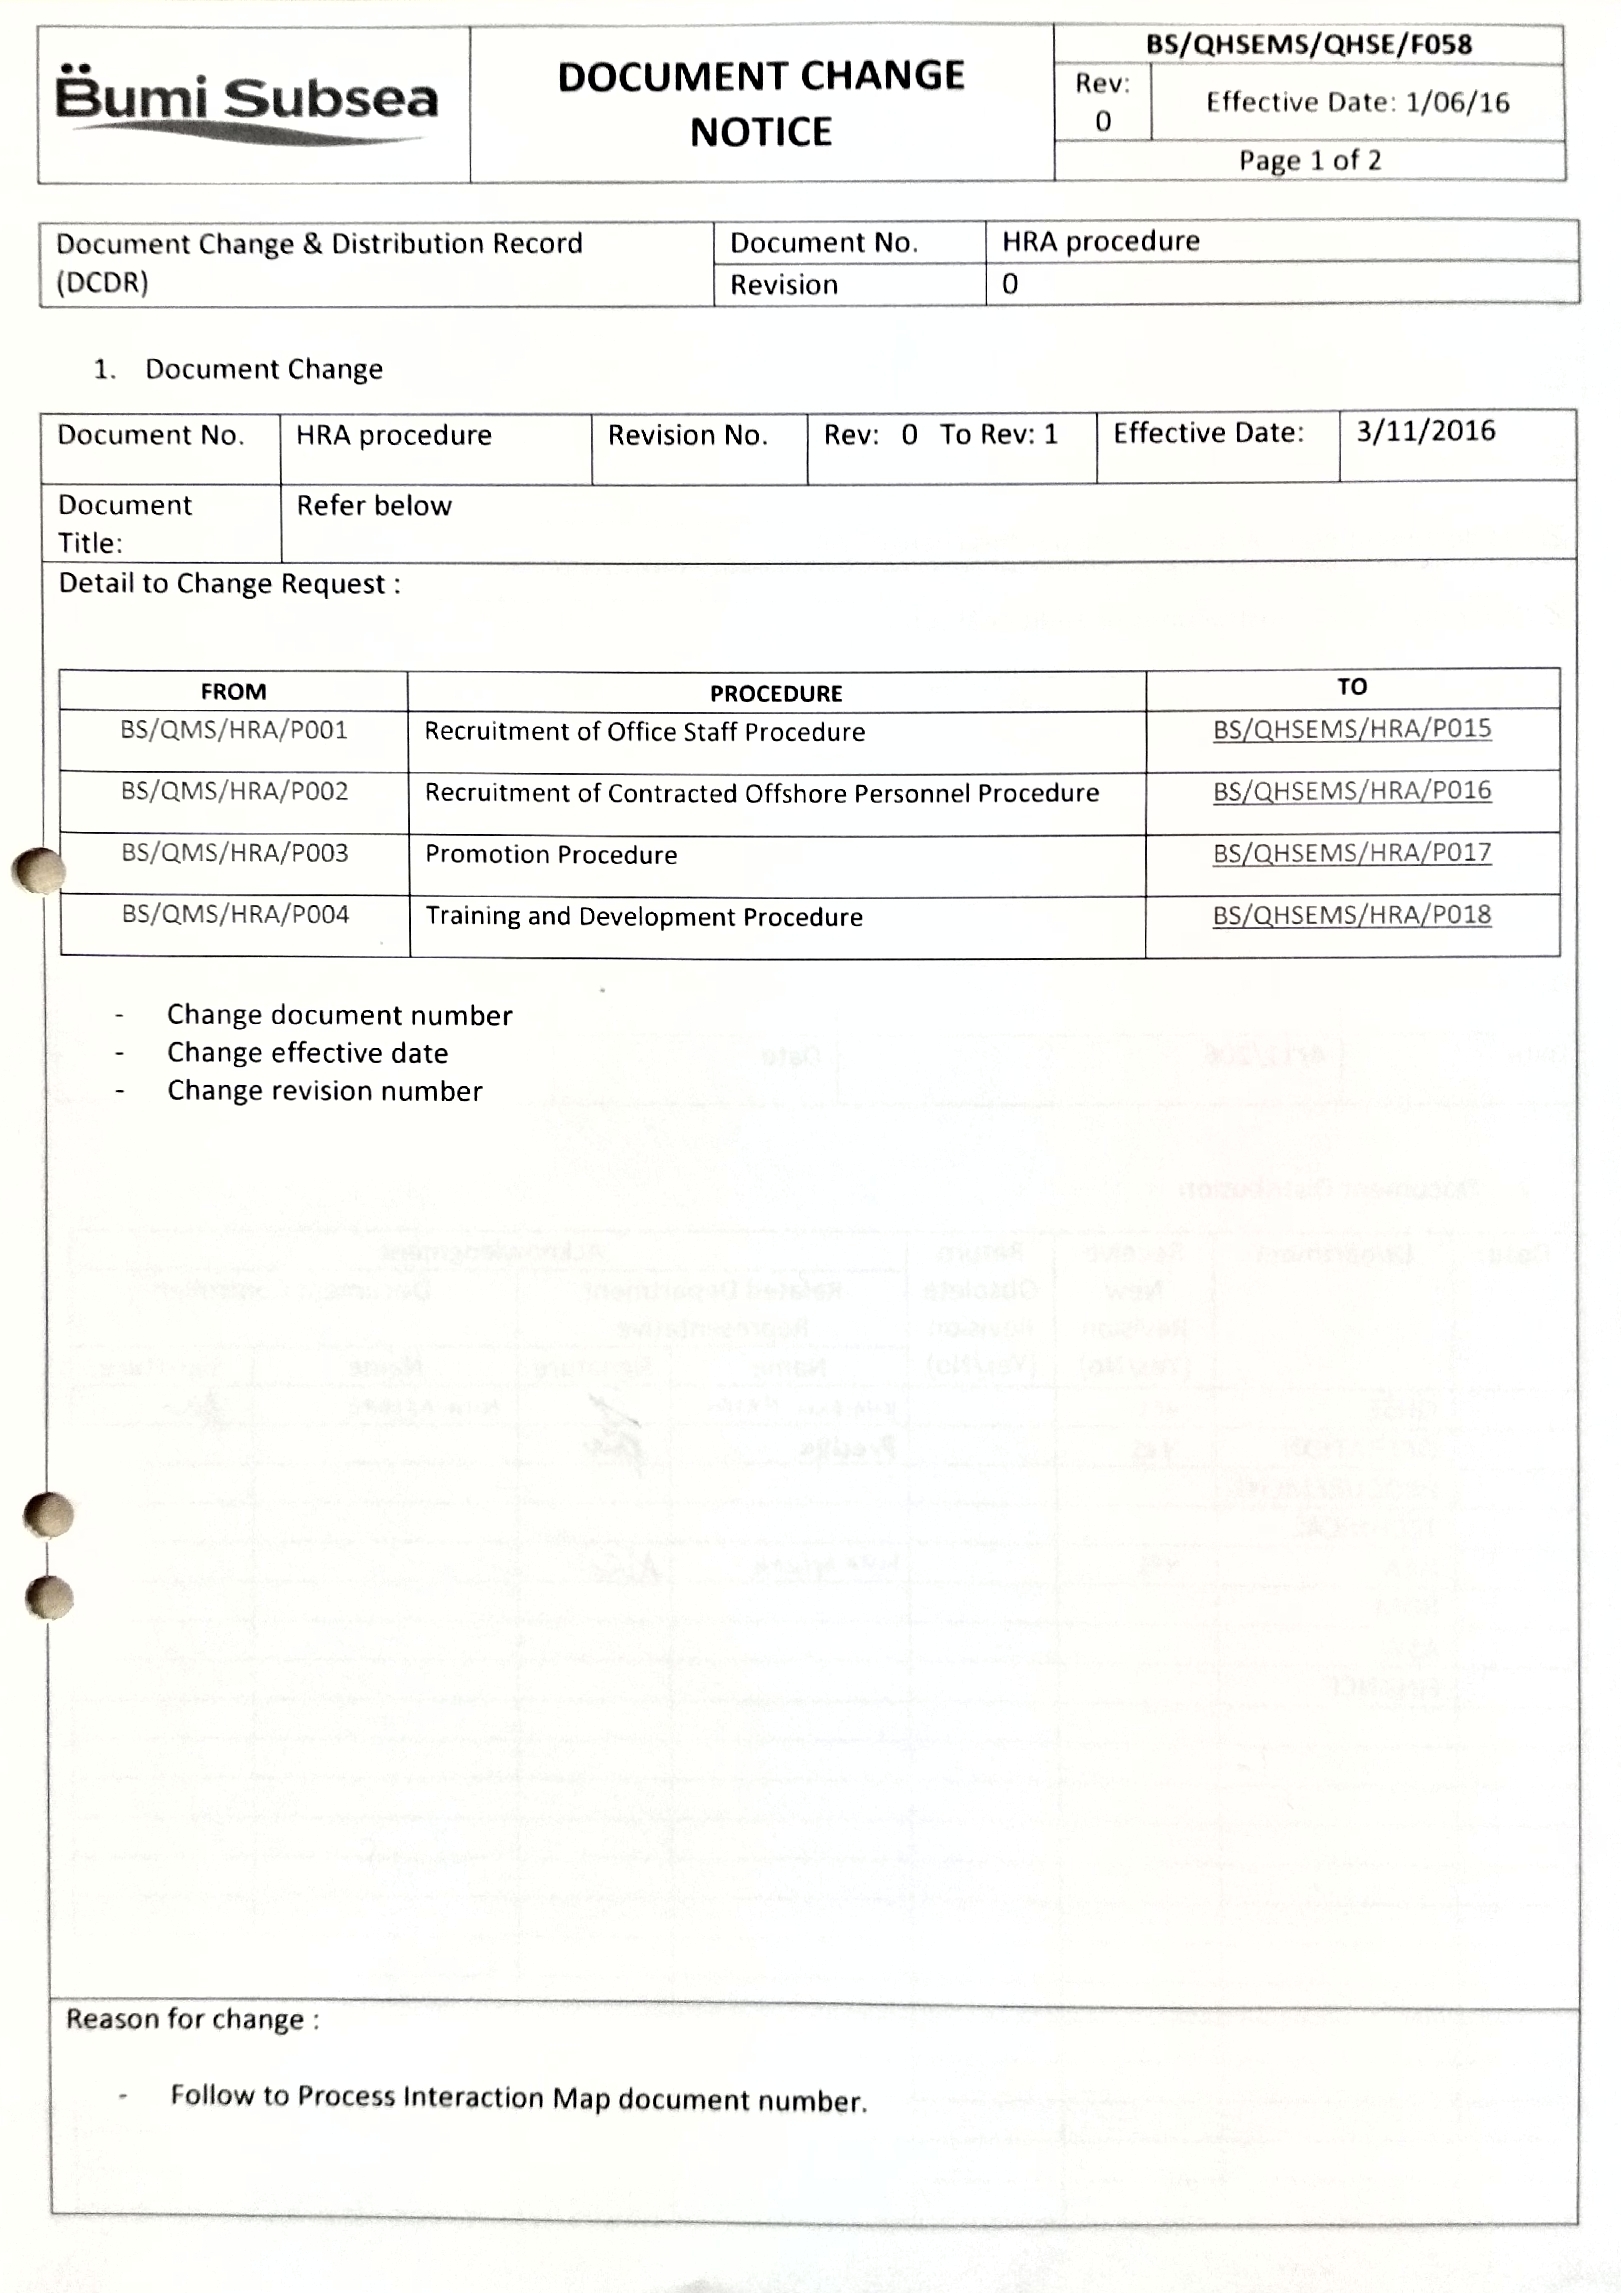 Bumi Subsea
DOCUMENT CHANGE
NOTICE
BS/QHSEMS/QHSE/F058
Rev:
0
Effective Date: 1/06/16
Page 1 of 2
Document Change & Distribution Record
(DCDR)
Document No. HRA procedure
Revision 0
1. Document Change
Document No. HRA procedure Revision No. Rev: 0 To Rev: 1 Effective Date: 3/11/2016
Document
Title:
Refer below
Detail to Change Request :
FROM PROCEDURE TO
BS/QMS/HRA/P001 Recruitment of Office Staff Procedure BS/QHSEMS/HRA/P015
BS/QMS/HRA/P002 Recruitment of Contracted Offshore Personnel Procedure BS/QHSEMS/HRA/P016
BS/QMS/HRA/P003 Promotion Procedure BS/QHSEMS/HRA/P017
BS/QMS/HRA/P004 Training and Development Procedure BS/QHSEMS/HRA/P018
- Change document number
- Change effective date
- Change revision number
Reason for change :
- Follow to Process Interaction Map document number.